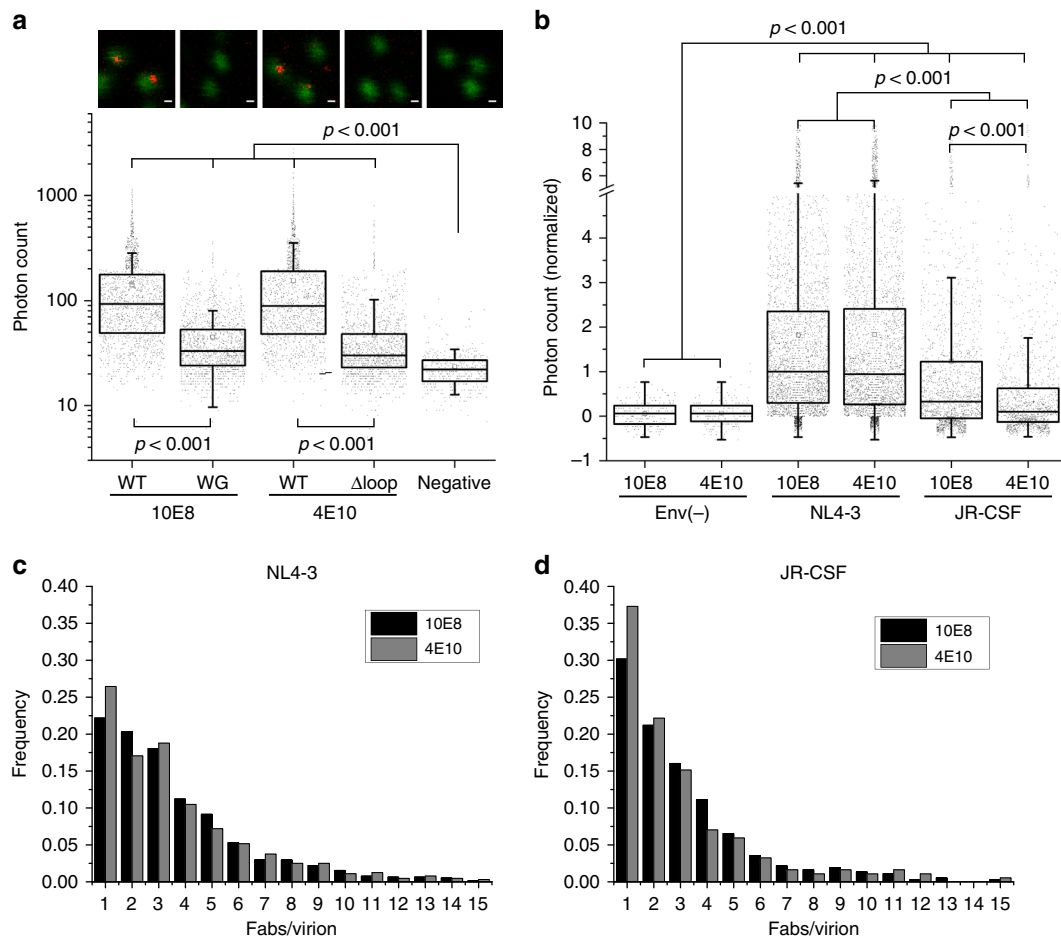 a
p < 0.001
Photon count
1000
100
10
p < 0.001
p < 0.001
WT
WG
WT
Δloop
Negative
10E8
4E10
b
p < 0.001
p < 0.001
p < 0.001
Photon count (normalized)
10
8
6
4
3
2
1
0
–1
10E8
4E10
10E8
4E10
10E8
4E10
Env(–)
NL4-3
JR-CSF
c
NL4-3
10E8
4E10
Frequency
0.40
0.35
0.30
0.25
0.20
0.15
0.10
0.05
0.00
1 2 3 4 5 6 7 8 9 10 11 12 13 14 15
Fabs/virion
d
JR-CSF
10E8
4E10
Frequency
0.40
0.35
0.30
0.25
0.20
0.15
0.10
0.05
0.00
1 2 3 4 5 6 7 8 9 10 11 12 13 14 15
Fabs/virion